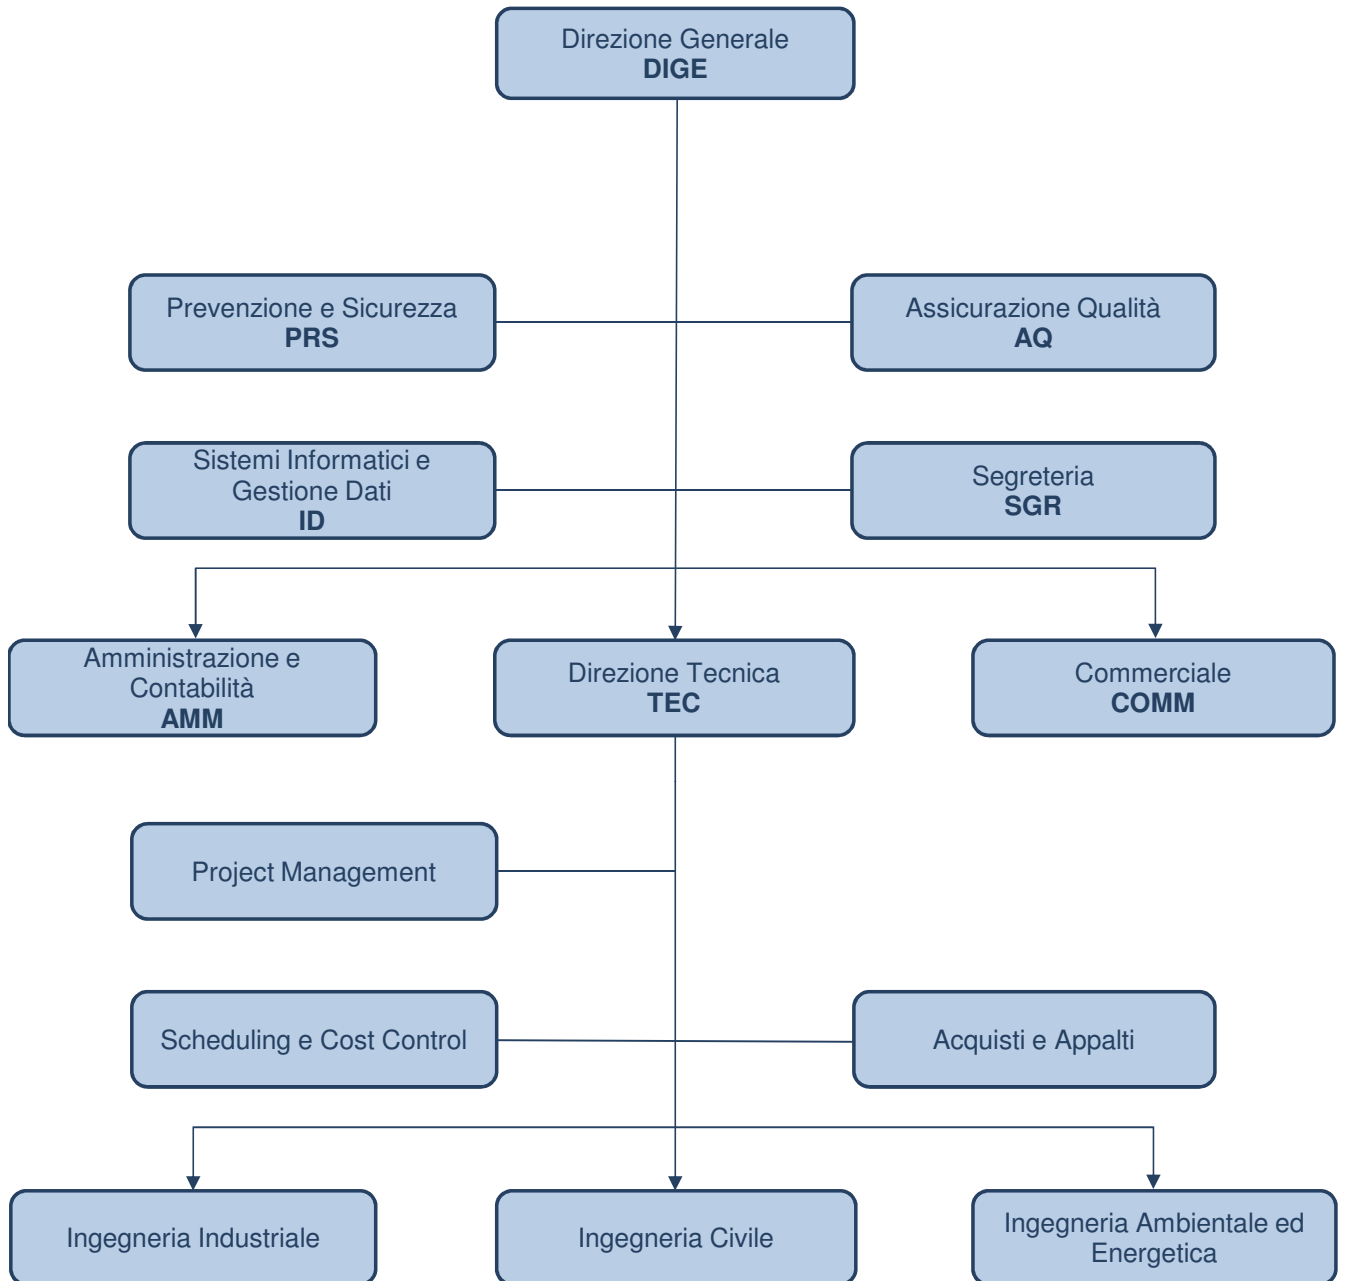 Direzione Generale
DIGE
Prevenzione e Sicurezza
PRS
Assicurazione Qualità
AQ
Sistemi Informatici e
Gestione Dati
ID
Segreteria
SGR
Amministrazione e
Contabilità
AMM
Direzione Tecnica
TEC
Commerciale
COMM
Project Management
Scheduling e Cost Control
Acquisti e Appalti
Ingegneria Industriale
Ingegneria Civile
Ingegneria Ambientale ed
Energetica